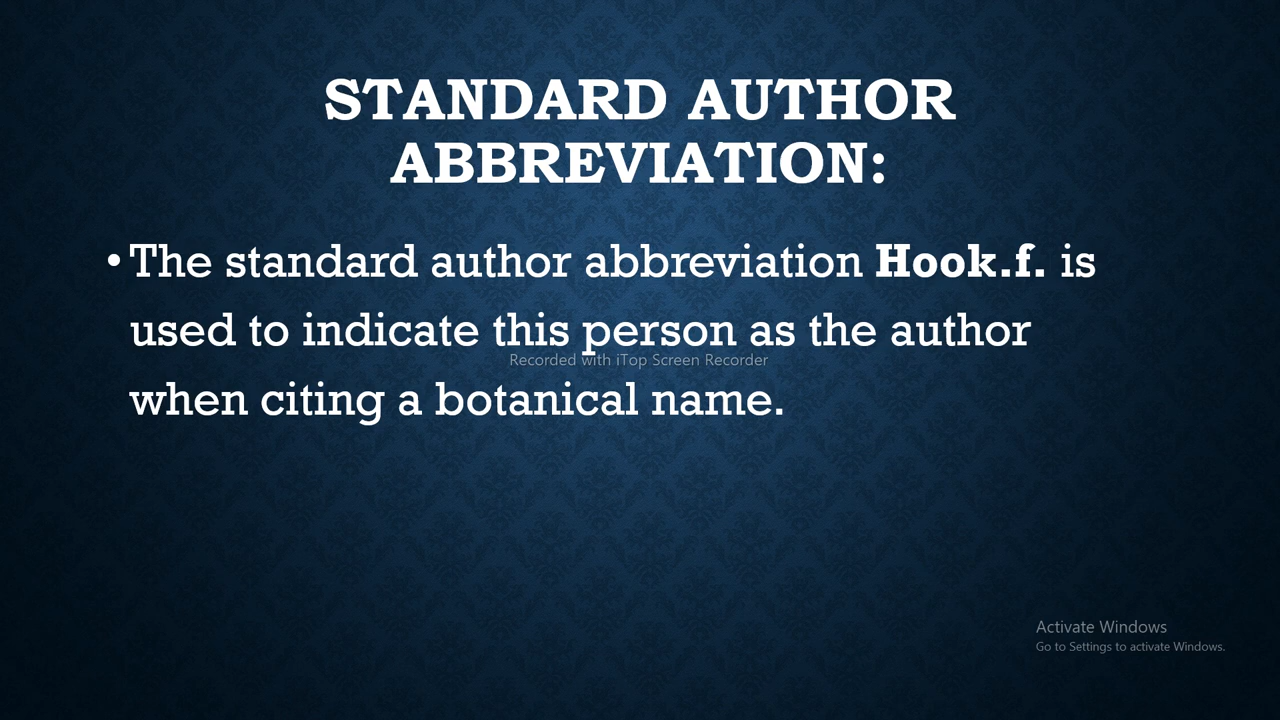 STANDARD AUTHOR
ABBREVIATION:
• The standard author abbreviation Hook.f. is
used to indicate this person as the author
Recorded with iTop Screen Recorder
when citing a botanical name.
Activate Windows
Go to Settings to activate Windows.